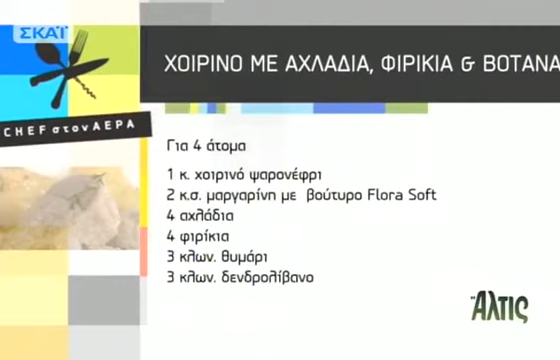 ΣΚΑΪ
ΧΟΙΡΙΝΟ ΜΕ ΑΧΛΑΔΙΑ, ΦΙΡΙΚΙΑ & ΒΟΤΑΝΑ
CHEF στον ΑΕΡΑ
Για 4 άτομα
1 κ. χοιρινό ψαρονέφρι
2 κ.σ. μαργαρίνη με βούτυρο Flora Soft
4 αχλάδια
4 φιρίκια
3 κλων. θυμάρι
3 κλων. δενδρολίβανο
Άλτις